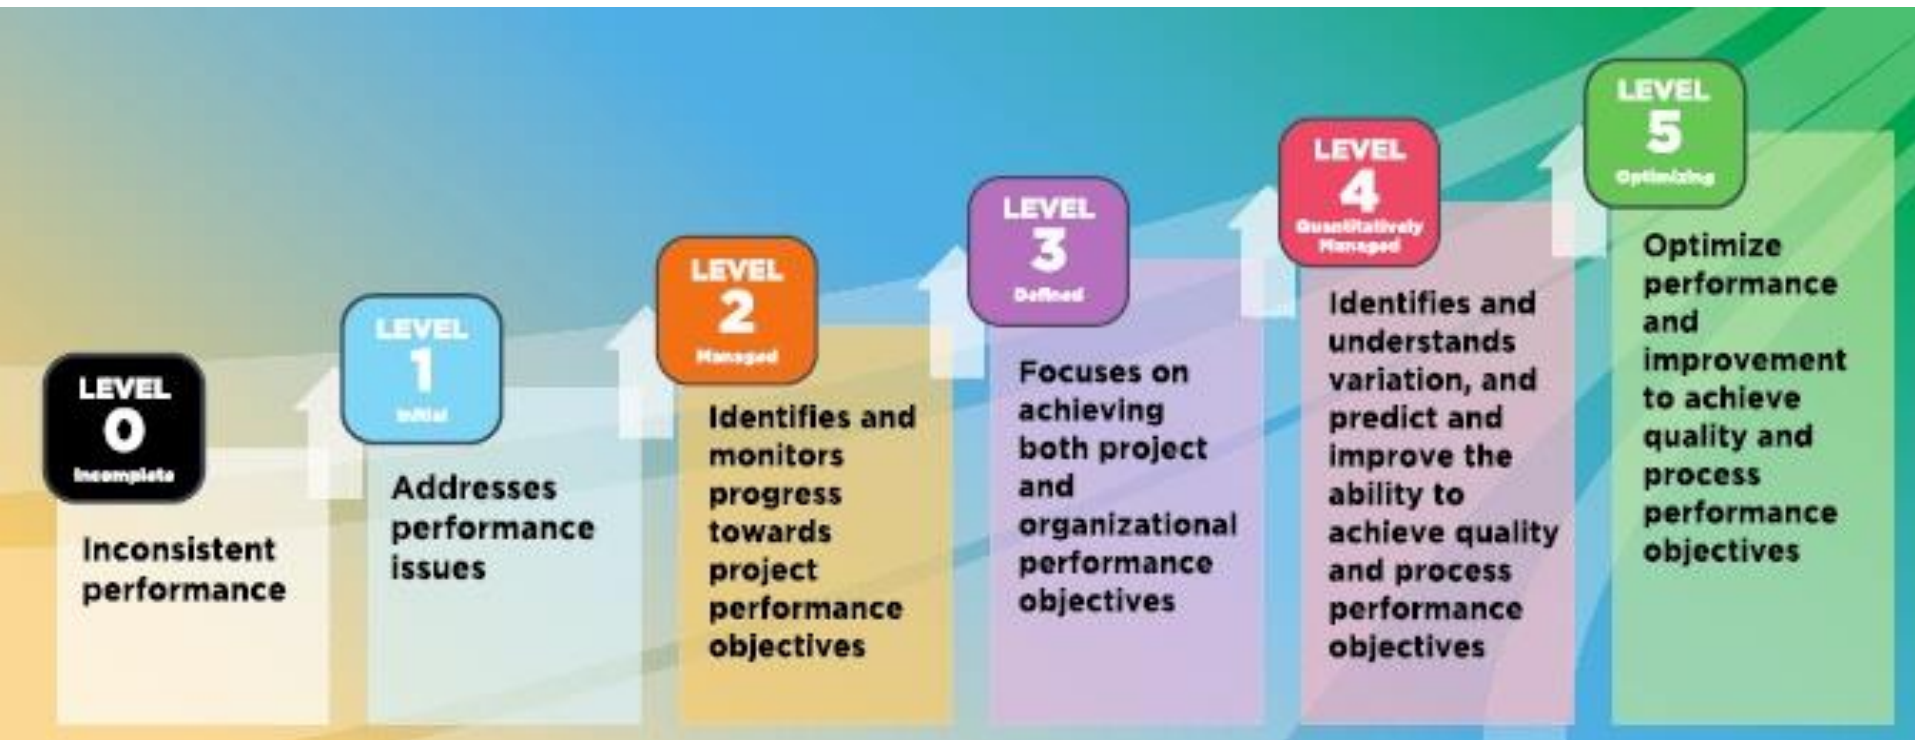 LEVEL
0
Incomplete
Inconsistent
performance
LEVEL
1
Initial
Addresses
performance
issues
LEVEL
2
Managed
Identifies and
monitors
progress
towards
project
performance
objectives
LEVEL
3
Defined
Focuses on
achieving
both project
and
organizational
performance
objectives
LEVEL
4
Quantitatively
Managed
Identifies and
understands
variation, and
predict and
improve the
ability to
achieve quality
and process
performance
objectives
LEVEL
5
Optimizing
Optimize
performance
and
improvement
to achieve
quality and
process
performance
objectives